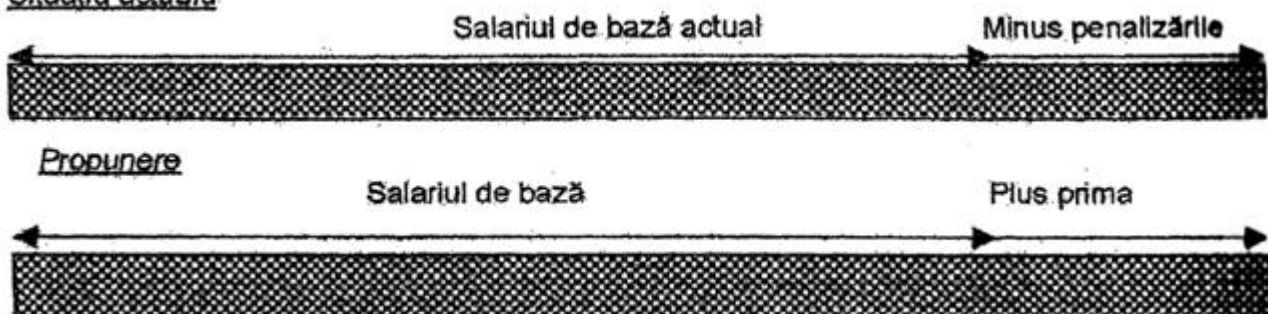 Salariul de bază actual Minus penalizările
Propunere
Salariul de bază Plus prima